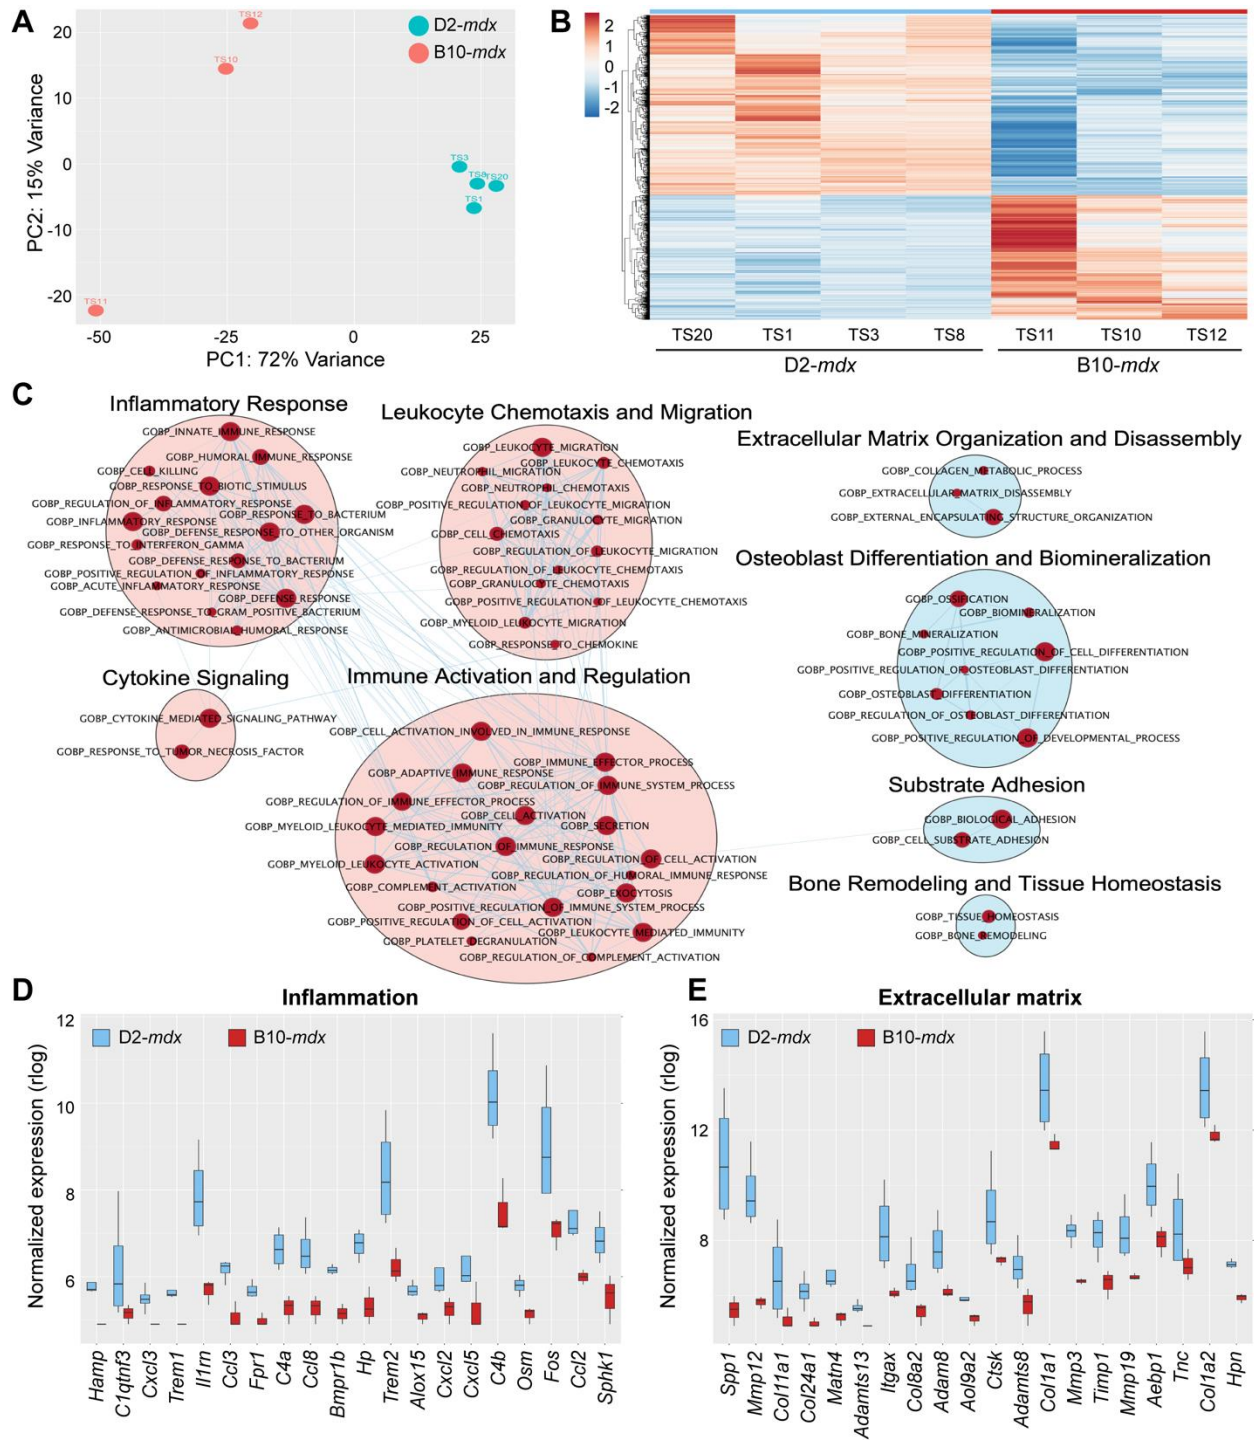 A
D2-mdx
B10-mdx
TS12
TS10
TS3
TS8
TS20
TS1
TS11
20
10
0
-10
-20
-50
-25
0
25
PC2: 15% Variance
PC1: 72% Variance
B
2
1
0
-1
-2
TS20 TS1 TS3 TS8 TS11 TS10 TS12
D2-mdx B10-mdx
C
Inflammatory Response
GOBP_INNATE_IMMUNE_RESPONSE
GOBP_HUMORAL_IMMUNE_RESPONSE
GOBP_CELL_KILLING
GOBP_RESPONSE_TO_BIOTIC_STIMULUS
GOBP_REGULATION_OF_INFLAMMATORY_RESPONSE
GOBP_RESPONSE_TO_BACTERIUM
GOBP_INFLAMMATORY_RESPONSE
GOBP_DEFENSE_RESPONSE_TO_OTHER_ORGANISM
GOBP_RESPONSE_TO_INTERFERON_GAMMA
GOBP_DEFENSE_RESPONSE_TO_BACTERIUM
GOBP_POSITIVE_REGULATION_OF_INFLAMMATORY_RESPONSE
GOBP_ACUTE_INFLAMMATORY_RESPONSE
GOBP_DEFENSE_RESPONSE
GOBP_DEFENSE_RESPONSE_TO_GRAM_POSITIVE_BACTERIUM
GOBP_ANTIMICROBIAL_HUMORAL_RESPONSE
Leukocyte Chemotaxis and Migration
GOBP_LEUKOCYTE_MIGRATION
GOBP_LEUKOCYTE_CHEMOTAXIS
GOBP_NEUTROPHIL_MIGRATION
GOBP_NEUTROPHIL_CHEMOTAXIS
GOBP_POSITIVE_REGULATION_OF_LEUKOCYTE_MIGRATION
GOBP_GRANULOCYTE_MIGRATION
GOBP_CELL_CHEMOTAXIS
GOBP_REGULATION_OF_LEUKOCYTE_MIGRATION
GOBP_REGULATION_OF_LEUKOCYTE_CHEMOTAXIS
GOBP_GRANULOCYTE_CHEMOTAXIS
GOBP_POSITIVE_REGULATION_OF_LEUKOCYTE_CHEMOTAXIS
GOBP_MYELOID_LEUKOCYTE_MIGRATION
GOBP_RESPONSE_TO_CHEMOKINE
Extracellular Matrix Organization and Disassembly
GOBP_COLLAGEN_METABOLIC_PROCESS
GOBP_EXTRACELLULAR_MATRIX_DISASSEMBLY
GOBP_EXTERNAL_ENCAPSULATING_STRUCTURE_ORGANIZATION
Osteoblast Differentiation and Biomineralization
GOBP_OSSIFICATION
GOBP_BIOMINERALIZATION
GOBP_BONE_MINERALIZATION
GOBP_POSITIVE_REGULATION_OF_CELL_DIFFERENTIATION
GOBP_POSITIVE_REGULATION_OF_OSTEOBLAST_DIFFERENTIATION
GOBP_OSTEOBLAST_DIFFERENTIATION
GOBP_REGULATION_OF_OSTEOBLAST_DIFFERENTIATION
GOBP_POSITIVE_REGULATION_OF_DEVELOPMENTAL_PROCESS
Cytokine Signaling
GOBP_CYTOKINE_MEDIATED_SIGNALING_PATHWAY
GOBP_RESPONSE_TO_TUMOR_NECROSIS_FACTOR
Immune Activation and Regulation
GOBP_CELL_ACTIVATION_INVOLVED_IN_IMMUNE_RESPONSE
GOBP_IMMUNE_EFFECTOR_PROCESS
GOBP_ADAPTIVE_IMMUNE_RESPONSE
GOBP_REGULATION_OF_IMMUNE_SYSTEM_PROCESS
GOBP_REGULATION_OF_IMMUNE_EFFECTOR_PROCESS
GOBP_CELL_ACTIVATION
GOBP_MYELOID_LEUKOCYTE_MEDIATED_IMMUNITY
GOBP_SECRETION
GOBP_REGULATION_OF_IMMUNE_RESPONSE
GOBP_REGULATION_OF_CELL_ACTIVATION
GOBP_MYELOID_LEUKOCYTE_ACTIVATION
GOBP_REGULATION_OF_HUMORAL_IMMUNE_RESPONSE
GOBP_COMPLEMENT_ACTIVATION
GOBP_EXOCYTOSIS
GOBP_POSITIVE_REGULATION_OF_IMMUNE_SYSTEM_PROCESS
GOBP_POSITIVE_REGULATION_OF_CELL_ACTIVATION
GOBP_LEUKOCYTE_MEDIATED_IMMUNITY
GOBP_PLATELET_DEGRANULATION
GOBP_REGULATION_OF_COMPLEMENT_ACTIVATION
Substrate Adhesion
GOBP_BIOLOGICAL_ADHESION
GOBP_CELL_SUBSTRATE_ADHESION
Bone Remodeling and Tissue Homeostasis
GOBP_TISSUE_HOMEOSTASIS
GOBP_BONE_REMODELING
D
Inflammation
D2-mdx B10-mdx
Normalized expression (rlog)
12
10
8
6
Hamp C1qtnf3 Cxcl3 Trem1 Il1rn Ccl3 Fpr1 C4a Ccl8 Bmpr1b Hp Trem2 Alox15 Cxcl2 Cxcl5 C4b Osm Fos Ccl2 Sphk1
E
Extracellular matrix
D2-mdx B10-mdx
Normalized expression (rlog)
16
12
8
Spp1 Mmp12 Col11a1 Col24a1 Matn4 Adamts13 Itgax Col8a2 Adam8 Aol9a2 Ctsk Adamts8 Col1a1 Mmp3 Timp1 Mmp19 Aebp1 Tnc Col1a2 Hpn